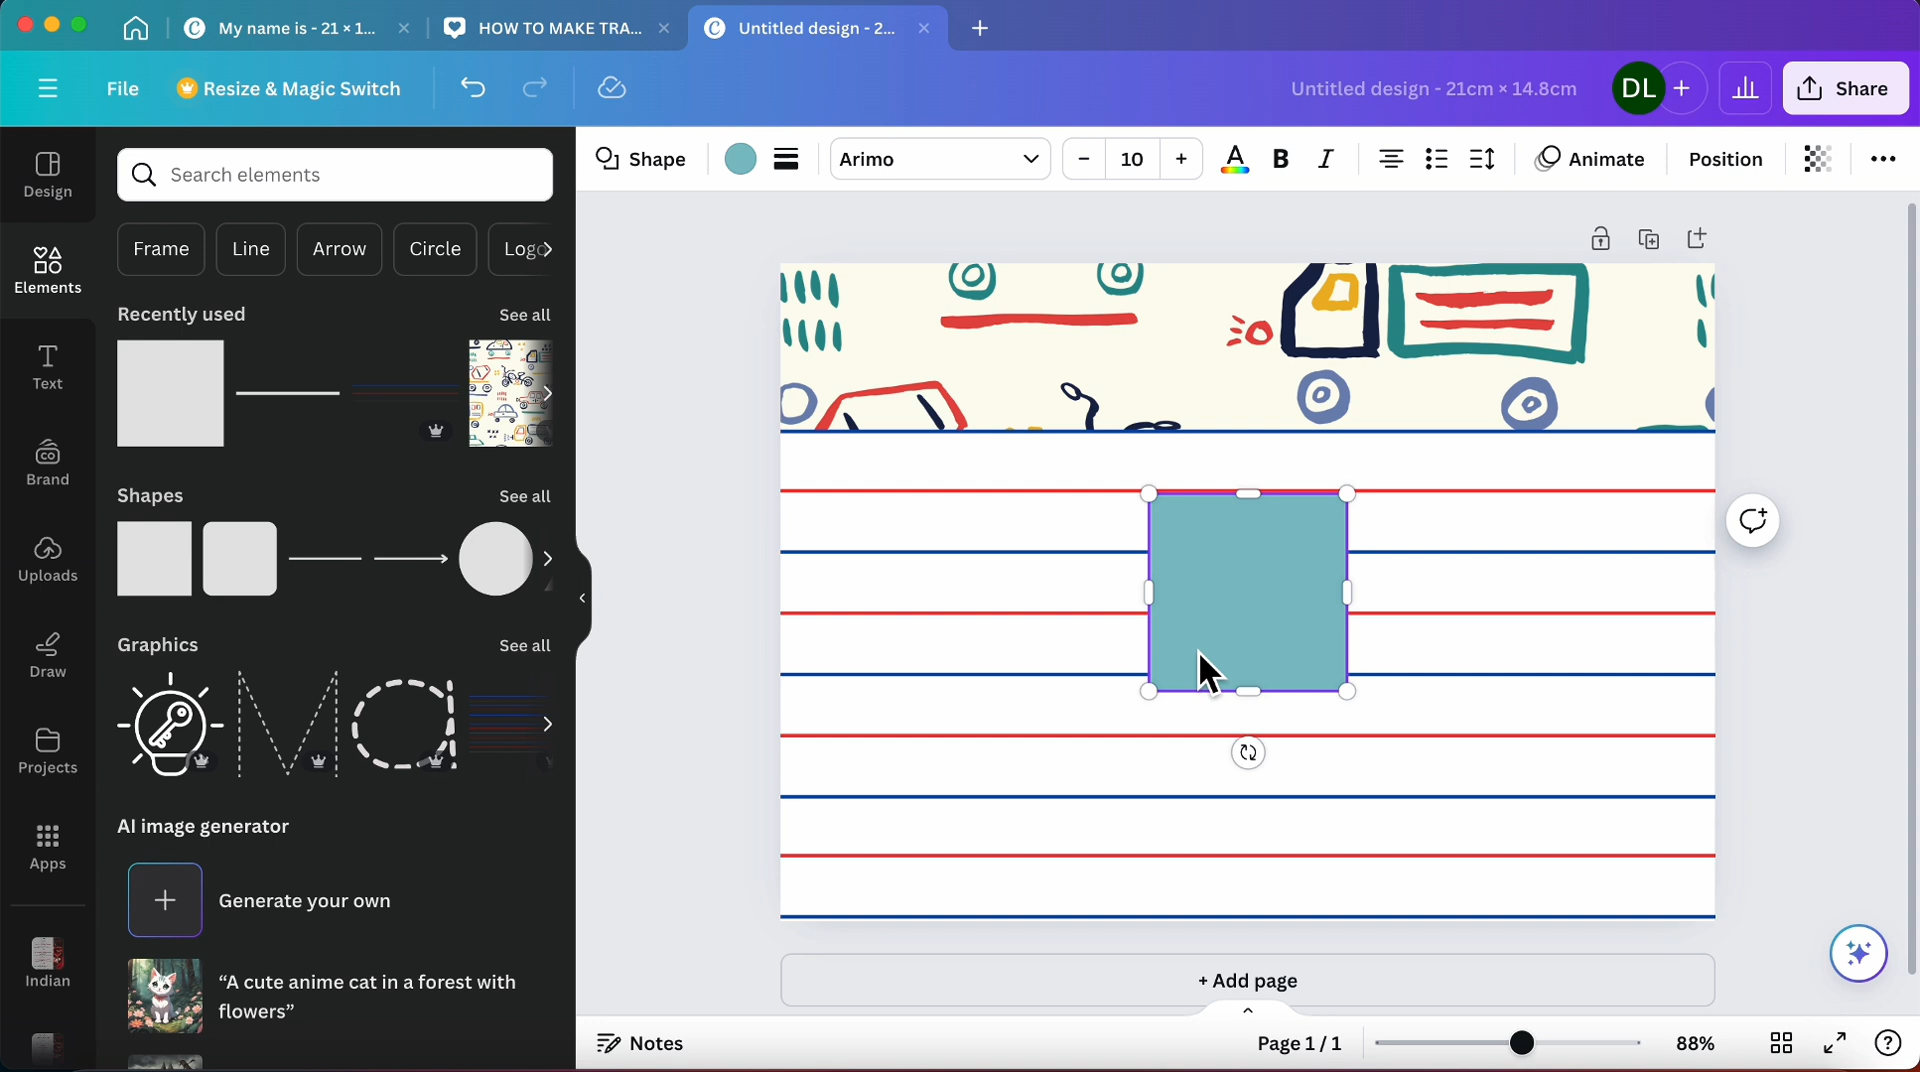 My name is - 21 × 1...
HOW TO MAKE TRA...
Untitled design - 2...
File
Resize & Magic Switch
Untitled design - 21cm × 14.8cm
DL
Share
Design
Elements
Text
Brand
Uploads
Draw
Projects
Apps
Indian
Search elements
Frame
Line
Arrow
Circle
Logo
Recently used
See all
Shapes
See all
Graphics
See all
AI image generator
Generate your own
“A cute anime cat in a forest with
flowers”
Shape
Arimo
10
A
B
I
Animate
Position
+ Add page
Notes
Page 1 / 1
88%